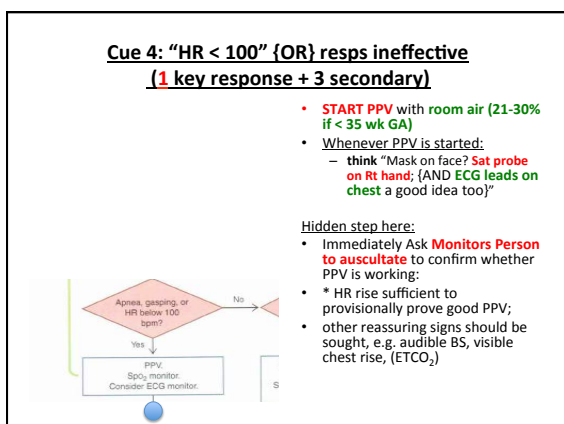 Cue 4: “HR < 100” {OR} resps ineffective
(1 key response + 3 secondary)
• START PPV with room air (21-30%
if < 35 wk GA)
• Whenever PPV is started:
– think “Mask on face? Sat probe
on Rt hand; {AND ECG leads on
chest a good idea too}”
Hidden step here:
• Immediately Ask Monitors Person
to auscultate to confirm whether
PPV is working:
• * HR rise sufficient to
provisionally prove good PPV;
• other reassuring signs should be
sought, e.g. audible BS, visible
chest rise, (ETCO₂)
Apnea, gasping, or
HR below 100
bpm?
No
Yes
PPV.
Spo₂ monitor.
Consider ECG monitor.
S